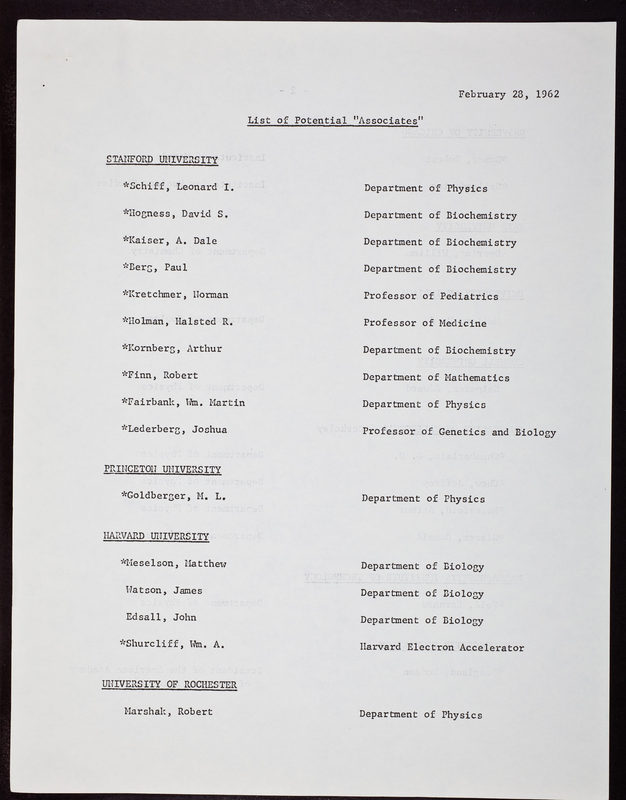 February 28, 1962
List of Potential "Associates"
STANFORD UNIVERSITY
*Schiff, Leonard I. Department of Physics
*Hogness, David S. Department of Biochemistry
*Kaiser, A. Dale Department of Biochemistry
*Berg, Paul Department of Biochemistry
*Kretchmer, Norman Professor of Pediatrics
*Holman, Halsted R. Professor of Medicine
*Kornberg, Arthur Department of Biochemistry
*Finn, Robert Department of Mathematics
*Fairbank, Wm. Martin Department of Physics
*Lederberg, Joshua Professor of Genetics and Biology
PRINCETON UNIVERSITY
*Goldberger, M. L. Department of Physics
HARVARD UNIVERSITY
*Meselson, Matthew Department of Biology
Watson, James Department of Biology
Edsall, John Department of Biology
*Shurcliff, Wm. A. Harvard Electron Accelerator
UNIVERSITY OF ROCHESTER
Marshak, Robert Department of Physics